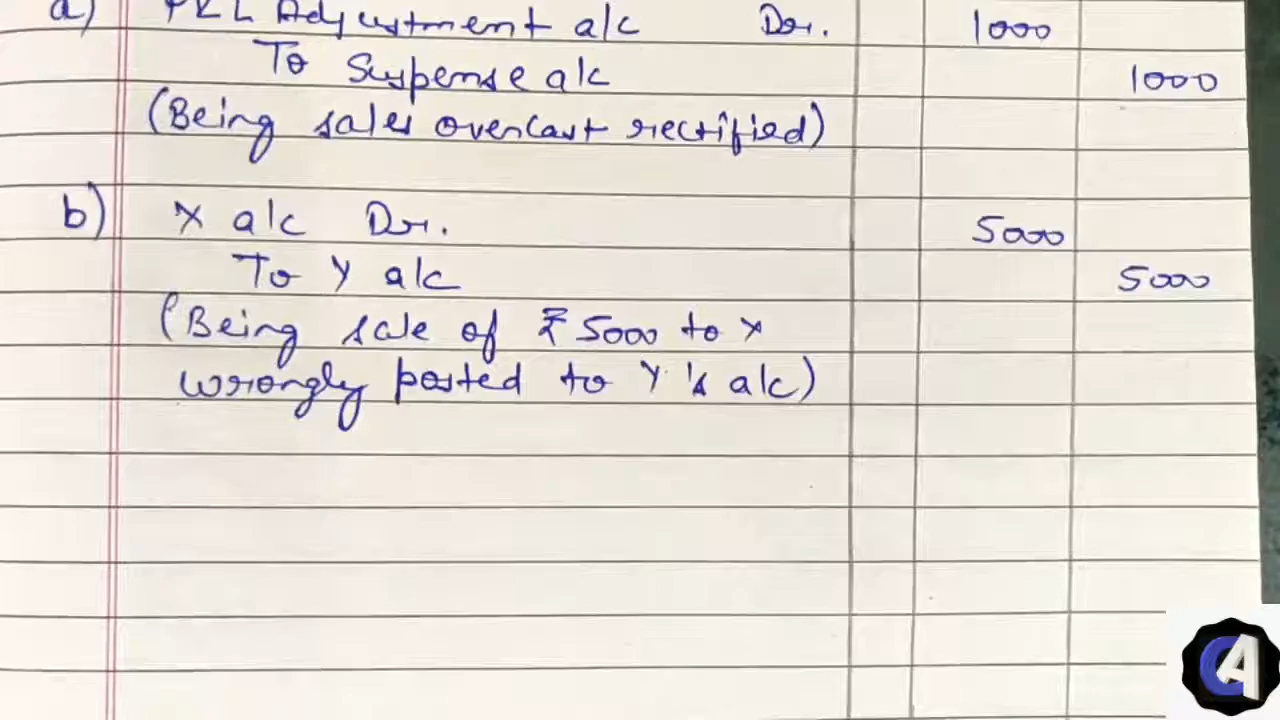 a) P&L Adjustment a/c Dr. 1000
To Suspense a/c 1000
(Being sales overcast rectified)
b) X a/c Dr. 5000
To Y a/c 5000
(Being sale of ₹5000 to X
wrongly posted to Y's a/c)
CA